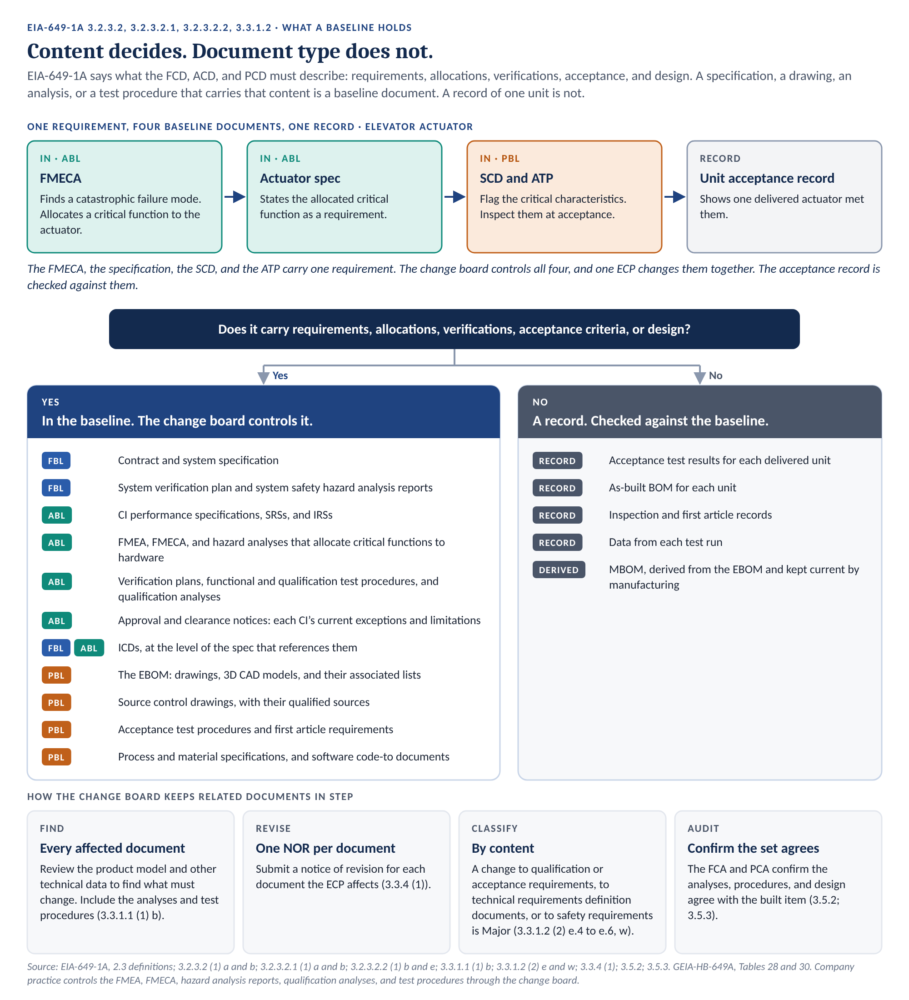 EIA-649-1A 3.2.3.2, 3.2.3.2.1, 3.2.3.2.2, 3.3.1.2 · WHAT A BASELINE HOLDS
Content decides. Document type does not.
EIA-649-1A says what the FCD, ACD, and PCD must describe: requirements, allocations, verifications, acceptance, and design. A specification, a drawing, an
analysis, or a test procedure that carries that content is a baseline document. A record of one unit is not.
ONE REQUIREMENT, FOUR BASELINE DOCUMENTS, ONE RECORD · ELEVATOR ACTUATOR
IN · ABL
FMECA
Finds a catastrophic failure mode.
Allocates a critical function to the
actuator.
IN · ABL
Actuator spec
States the allocated critical
function as a requirement.
IN · PBL
SCD and ATP
Flag the critical characteristics.
Inspect them at acceptance.
RECORD
Unit acceptance record
Shows one delivered actuator met
them.
The FMECA, the specification, the SCD, and the ATP carry one requirement. The change board controls all four, and one ECP changes them together. The acceptance record is
checked against them.
Does it carry requirements, allocations, verifications, acceptance criteria, or design?
Yes
No
YES
In the baseline. The change board controls it.
FBL Contract and system specification
FBL System verification plan and system safety hazard analysis reports
ABL CI performance specifications, SRSs, and IRSs
ABL FMEA, FMECA, and hazard analyses that allocate critical functions to
hardware
ABL Verification plans, functional and qualification test procedures, and
qualification analyses
ABL Approval and clearance notices: each CI’s current exceptions and limitations
FBL ABL ICDs, at the level of the spec that references them
PBL The EBOM: drawings, 3D CAD models, and their associated lists
PBL Source control drawings, with their qualified sources
PBL Acceptance test procedures and first article requirements
PBL Process and material specifications, and software code-to documents
NO
A record. Checked against the baseline.
RECORD Acceptance test results for each delivered unit
RECORD As-built BOM for each unit
RECORD Inspection and first article records
RECORD Data from each test run
DERIVED MBOM, derived from the EBOM and kept current by
manufacturing
HOW THE CHANGE BOARD KEEPS RELATED DOCUMENTS IN STEP
FIND
Every affected document
Review the product model and other
technical data to find what must
change. Include the analyses and test
procedures (3.3.1.1 (1) b).
REVISE
One NOR per document
Submit a notice of revision for each
document the ECP affects (3.3.4 (1)).
CLASSIFY
By content
A change to qualification or
acceptance requirements, to
technical requirements definition
documents, or to safety requirements
is Major (3.3.1.2 (2) e.4 to e.6, w).
AUDIT
Confirm the set agrees
The FCA and PCA confirm the
analyses, procedures, and design
agree with the built item (3.5.2;
3.5.3).
Source: EIA-649-1A, 2.3 definitions; 3.2.3.2 (1) a and b; 3.2.3.2.1 (1) a and b; 3.2.3.2.2 (1) b and e; 3.3.1.1 (1) b; 3.3.1.2 (2) e and w; 3.3.4 (1); 3.5.2; 3.5.3. GEIA-HB-649A, Tables 28 and 30. Company
practice controls the FMEA, FMECA, hazard analysis reports, qualification analyses, and test procedures through the change board.